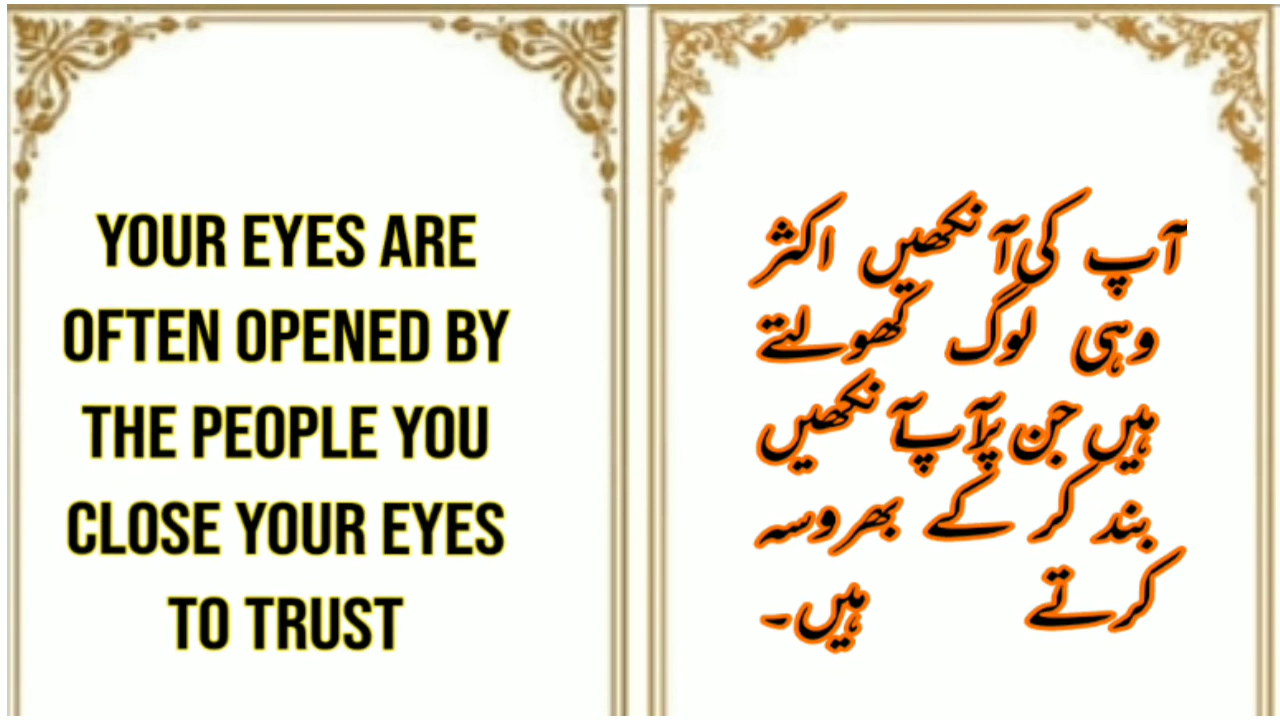 YOUR EYES ARE
OFTEN OPENED BY
THE PEOPLE YOU
CLOSE YOUR EYES
TO TRUST
آپ کی آنکھیں اکثر
وہی لوگ کھولتے
ہیں جن پر آپ آنکھیں
بند کر کے بھروسہ
کرتے ہیں۔